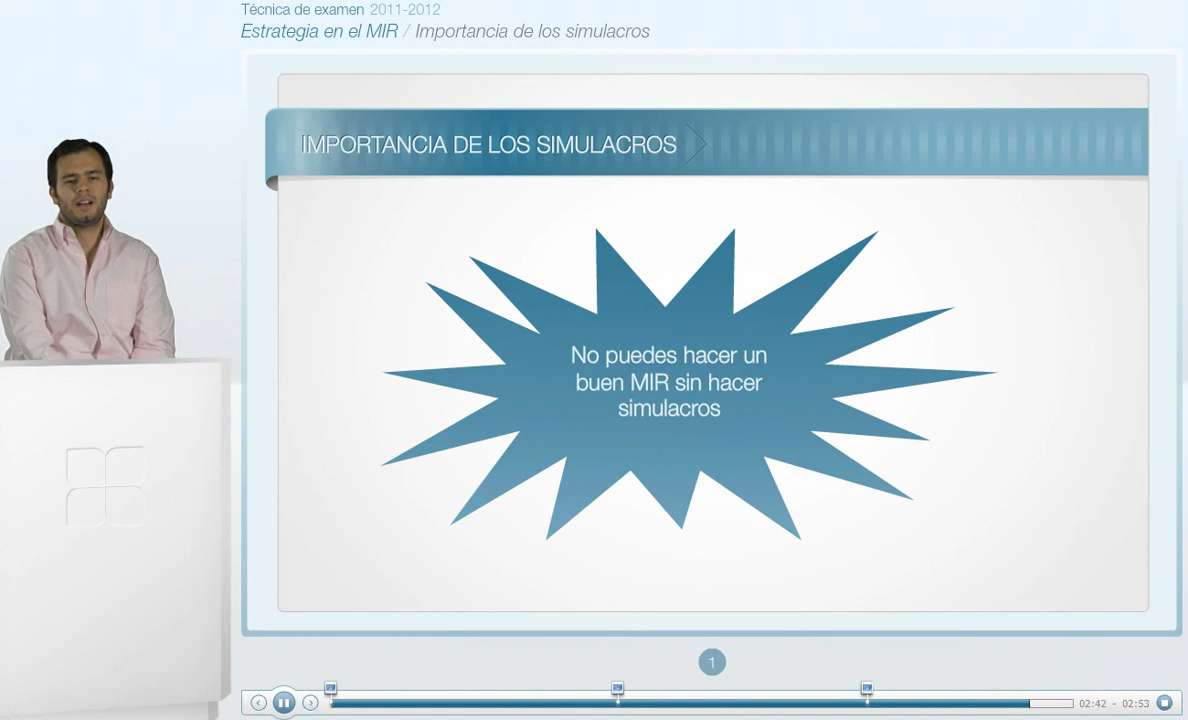 Técnica de examen 2011-2012
Estrategia en el MIR / Importancia de los simulacros
IMPORTANCIA DE LOS SIMULACROS
No puedes hacer un
buen MIR sin hacer
simulacros
1
02:42 - 02:53